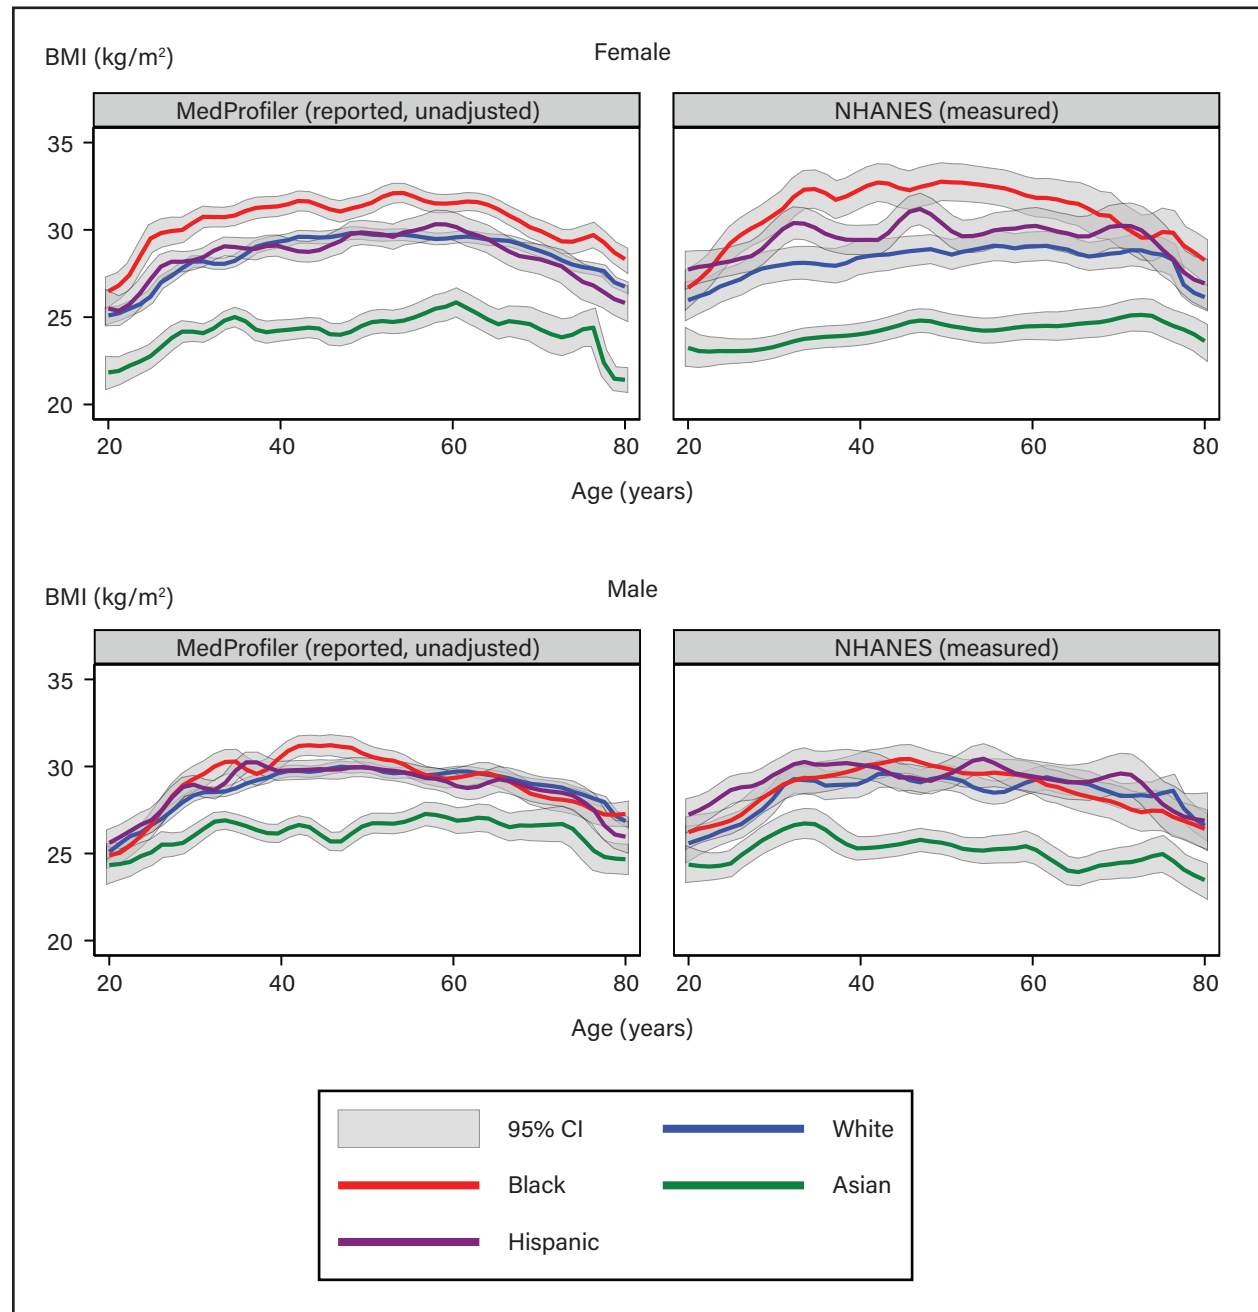 BMI (kg/m²)
Female
MedProfiler (reported, unadjusted)
NHANES (measured)
35
30
25
20
20 40 60 80
20 40 60 80
Age (years)
BMI (kg/m²)
Male
MedProfiler (reported, unadjusted)
NHANES (measured)
35
30
25
20
20 40 60 80
20 40 60 80
Age (years)
95% CI
White
Black
Asian
Hispanic